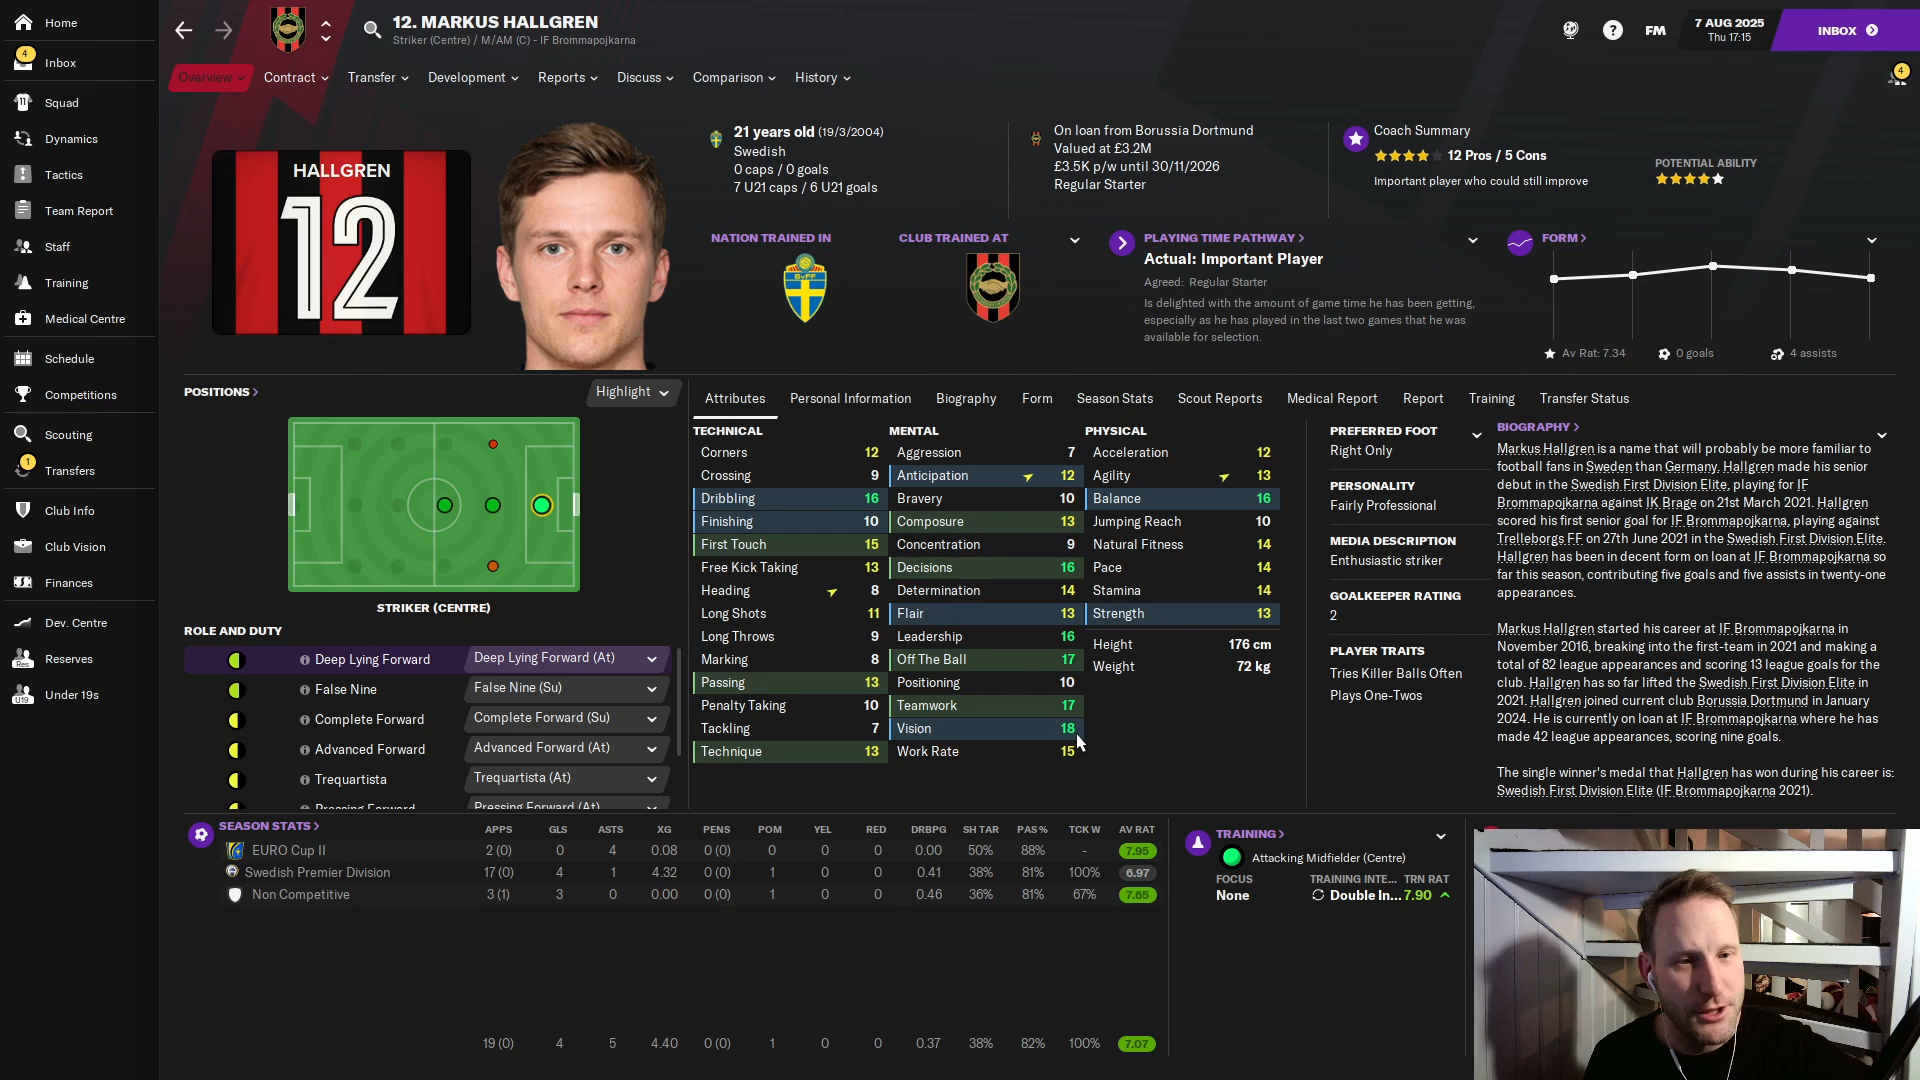 Home
4
Inbox
Squad
Dynamics
Tactics
Team Report
Staff
Training
Medical Centre
Schedule
Competitions
Scouting
1
Transfers
Club Info
Club Vision
Finances
Dev. Centre
Res
Reserves
U19
Under 19s
12. MARKUS HALLGREN
Striker (Centre) / M/AM (C) - IF Brommapojkarna
FM
7 AUG 2025
Thu 17:15
INBOX
Overview
Contract
Transfer
Development
Reports
Discuss
Comparison
History
4
HALLGREN
12
21 years old (19/3/2004)
Swedish
0 caps / 0 goals
7 U21 caps / 6 U21 goals
On loan from Borussia Dortmund
Valued at £3.2M
£3.5K p/w until 30/11/2026
Regular Starter
Coach Summary
12 Pros / 5 Cons
Important player who could still improve
POTENTIAL ABILITY
NATION TRAINED IN
CLUB TRAINED AT
PLAYING TIME PATHWAY >
Actual: Important Player
Agreed: Regular Starter
Is delighted with the amount of game time he has been getting,
especially as he has played in the last two games that he was
available for selection.
FORM >
Av Rat: 7.34
0 goals
4 assists
POSITIONS >
Highlight
STRIKER (CENTRE)
ROLE AND DUTY
Deep Lying Forward Deep Lying Forward (At)
False Nine False Nine (Su)
Complete Forward Complete Forward (Su)
Advanced Forward Advanced Forward (At)
Trequartista Trequartista (At)
Pressing Forward Pressing Forward (At)
Attributes
Personal Information
Biography
Form
Season Stats
Scout Reports
Medical Report
Report
Training
Transfer Status
TECHNICAL
Corners 12
Crossing 9
Dribbling 16
Finishing 10
First Touch 15
Free Kick Taking 13
Heading 8
Long Shots 11
Long Throws 9
Marking 8
Passing 13
Penalty Taking 10
Tackling 7
Technique 13
MENTAL
Aggression 7
Anticipation 12
Bravery 10
Composure 13
Concentration 9
Decisions 16
Determination 14
Flair 13
Leadership 16
Off The Ball 17
Positioning 10
Teamwork 17
Vision 18
Work Rate 15
PHYSICAL
Acceleration 12
Agility 13
Balance 16
Jumping Reach 10
Natural Fitness 14
Pace 14
Stamina 14
Strength 13
Height 176 cm
Weight 72 kg
PREFERRED FOOT
Right Only
PERSONALITY
Fairly Professional
MEDIA DESCRIPTION
Enthusiastic striker
GOALKEEPER RATING
2
PLAYER TRAITS
Tries Killer Balls Often
Plays One-Twos
BIOGRAPHY >
Markus Hallgren is a name that will probably be more familiar to
football fans in Sweden than Germany. Hallgren made his senior
debut in the Swedish First Division Elite, playing for IF
Brommapojkarna against IK Brage on 21st March 2021. Hallgren
scored his first senior goal for IF Brommapojkarna, playing against
Trelleborgs FF on 27th June 2021 in the Swedish First Division Elite.
Hallgren has been in decent form on loan at IF Brommapojkarna so
far this season, contributing five goals and five assists in twenty-one
appearances.
Markus Hallgren started his career at IF Brommapojkarna in
November 2016, breaking into the first-team in 2021 and making a
total of 82 league appearances and scoring 13 league goals for the
club. Hallgren has so far lifted the Swedish First Division Elite in
2021. Hallgren joined current club Borussia Dortmund in January
2024. He is currently on loan at IF Brommapojkarna where he has
made 42 league appearances, scoring nine goals.
The single winner's medal that Hallgren has won during his career is:
Swedish First Division Elite (IF Brommapojkarna 2021).
SEASON STATS > APPS GLS ASTS XG PENS POM YEL RED DRBPG SH TAR PAS % TCK W AV RAT
EURO Cup II 2 (0) 0 4 0.08 0 (0) 0 0 0 0.00 50% 88% - 7.95
Swedish Premier Division 17 (0) 4 1 4.32 0 (0) 1 0 0 0.41 38% 81% 100% 6.97
Non Competitive 3 (1) 3 0 0.00 0 (0) 1 0 0 0.46 36% 81% 67% 7.65
19 (0) 4 5 4.40 0 (0) 1 0 0 0.37 38% 82% 100% 7.07
TRAINING >
Attacking Midfielder (Centre)
FOCUS TRAINING INTE... TRN RAT
None Double In... 7.90